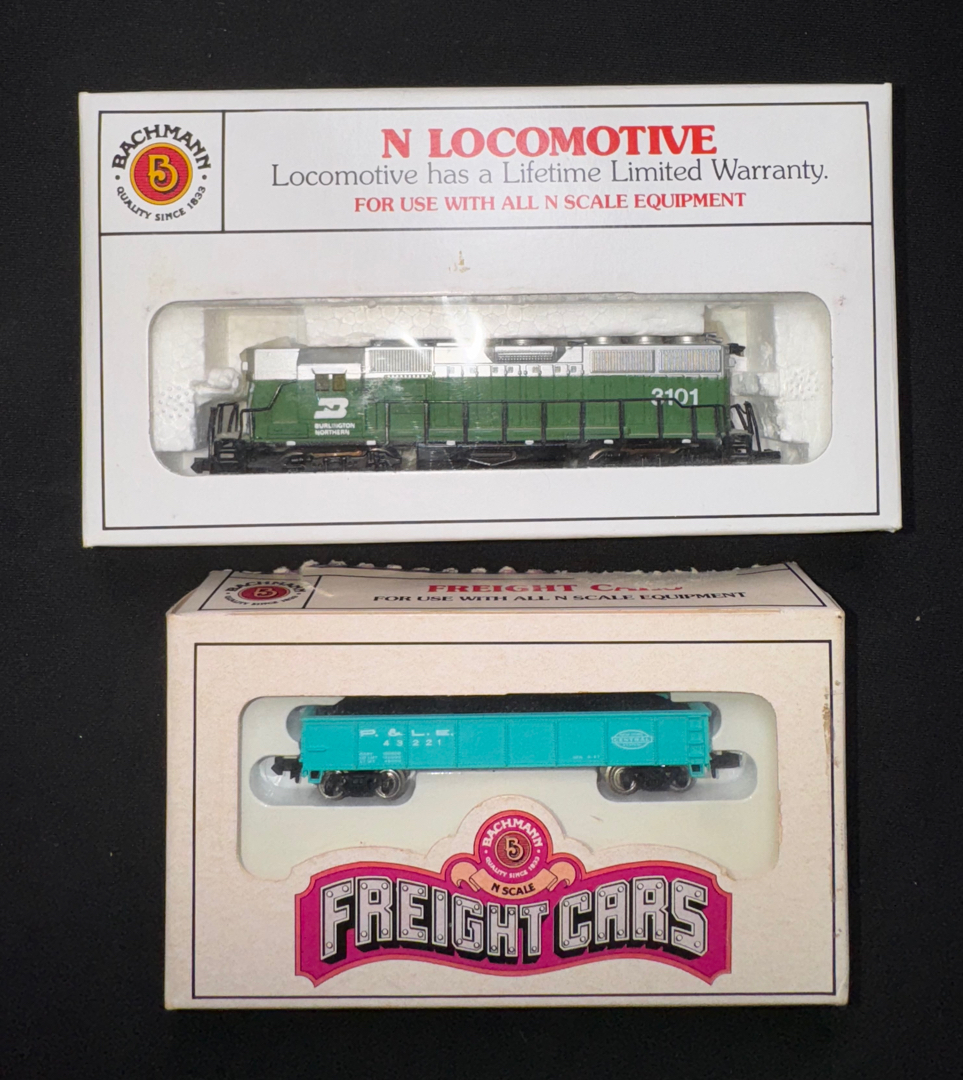 BACHMANN
B
QUALITY SINCE 1833
N LOCOMOTIVE
Locomotive has a Lifetime Limited Warranty.
FOR USE WITH ALL N SCALE EQUIPMENT
BURLINGTON
NORTHERN
3101
BACHMANN
B
FREIGHT CARS
FOR USE WITH ALL N SCALE EQUIPMENT
P. & L. E.
43221
CENTRAL
BACHMANN
B
QUALITY SINCE 1833
N SCALE
FREIGHT CARS